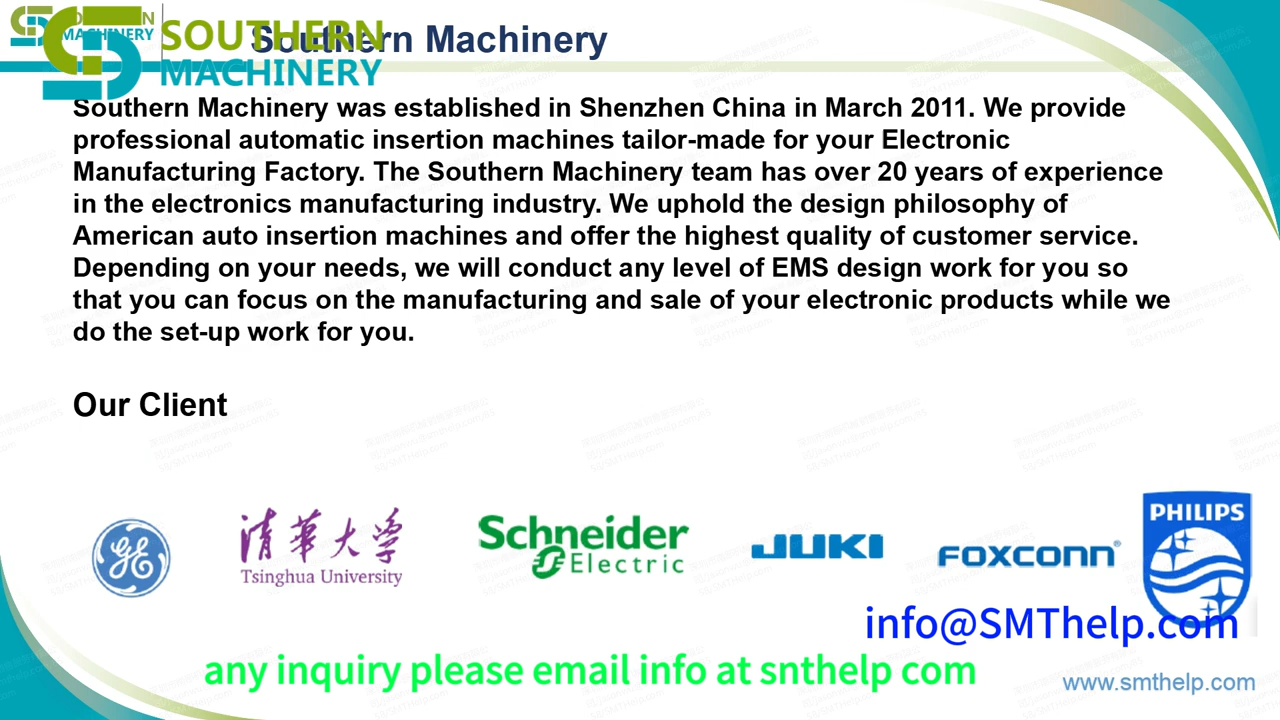 SOUTHERN
MACHINERY
SOUTHERN
MACHINERY
Southern Machinery
Southern Machinery was established in Shenzhen China in March 2011. We provide
professional automatic insertion machines tailor-made for your Electronic
Manufacturing Factory. The Southern Machinery team has over 20 years of experience
in the electronics manufacturing industry. We uphold the design philosophy of
American auto insertion machines and offer the highest quality of customer service.
Depending on your needs, we will conduct any level of EMS design work for you so
that you can focus on the manufacturing and sale of your electronic products while we
do the set-up work for you.
Our Client
GE
清華大学
Tsinghua University
Schneider
Electric
JUKI
FOXCONN®
PHILIPS
info@SMThelp.com
any inquiry please email info at snthelp com
www.smthelp.com